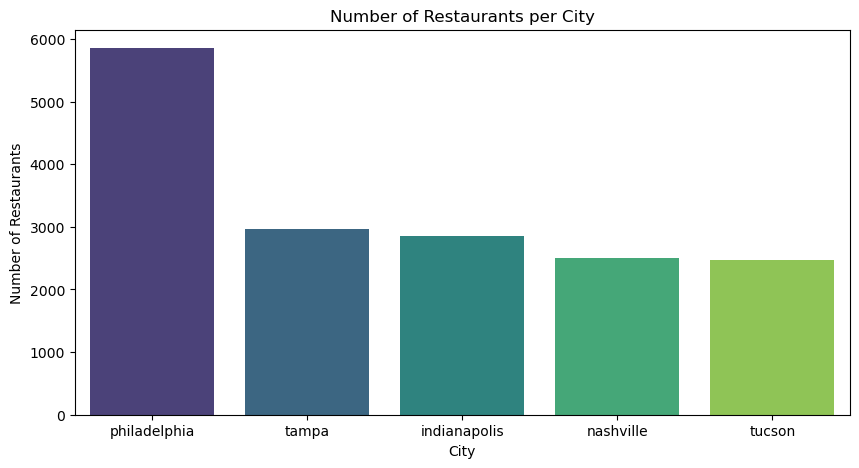 Number of Restaurants per City
Number of Restaurants
6000
5000
4000
3000
2000
1000
0
philadelphia
tampa
indianapolis
nashville
tucson
City